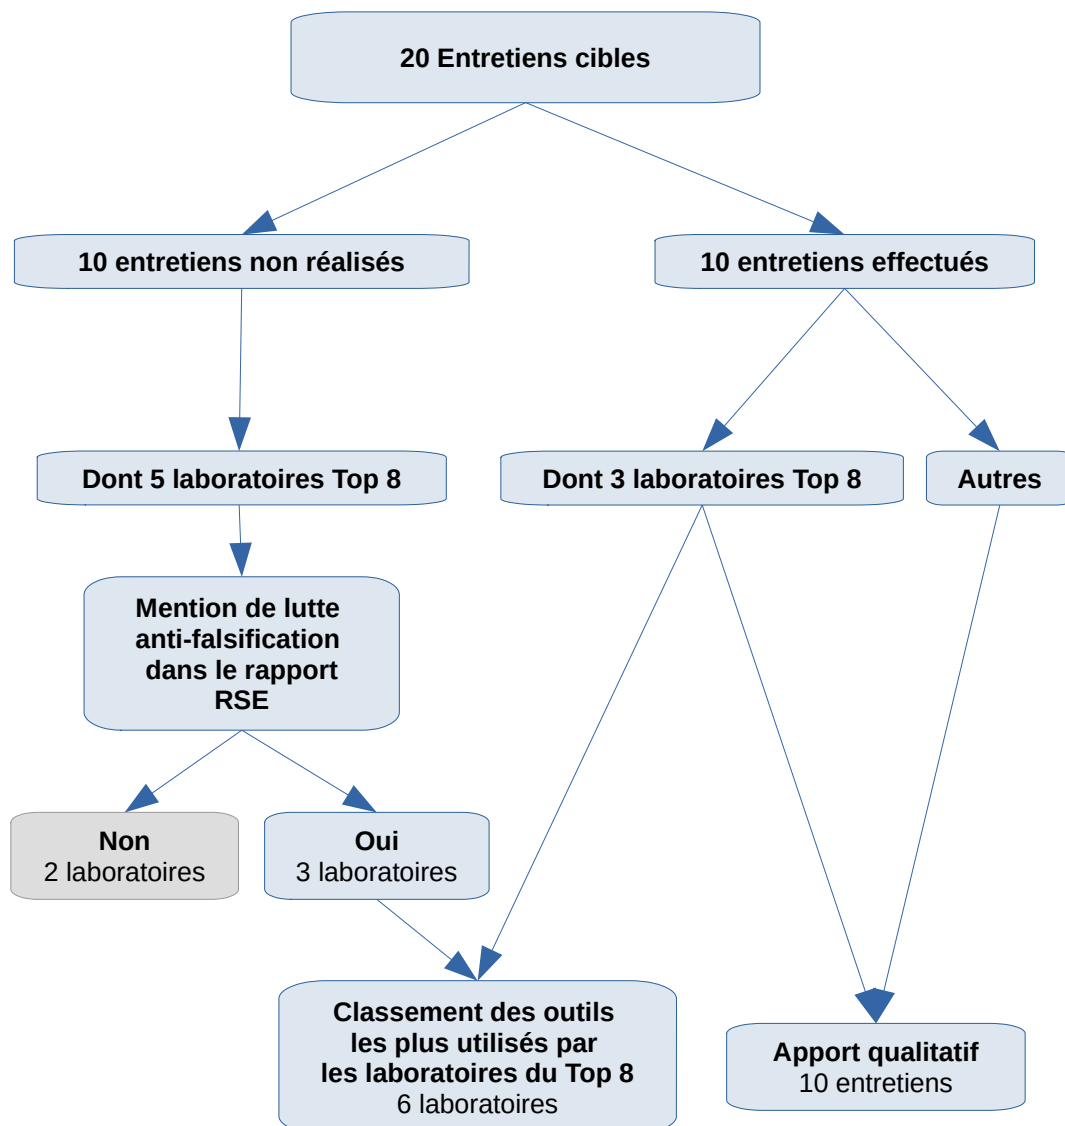 20 Entretiens cibles
10 entretiens non réalisés
10 entretiens effectués
Dont 5 laboratoires Top 8
Dont 3 laboratoires Top 8
Autres
Mention de lutte
anti-falsification
dans le rapport
RSE
Non
2 laboratoires
Oui
3 laboratoires
Classement des outils
les plus utilisés par
les laboratoires du Top 8
6 laboratoires
Apport qualitatif
10 entretiens